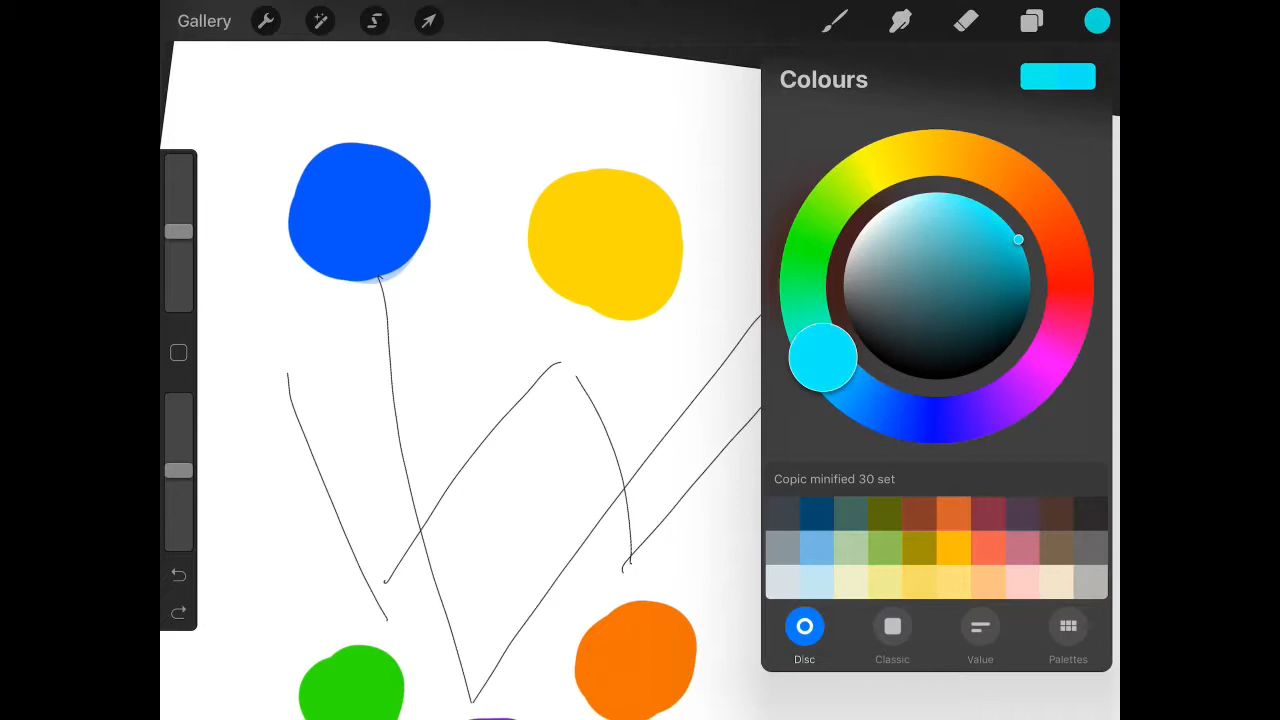 Gallery
Colours
Copic minified 30 set
Disc
Classic
Value
Palettes